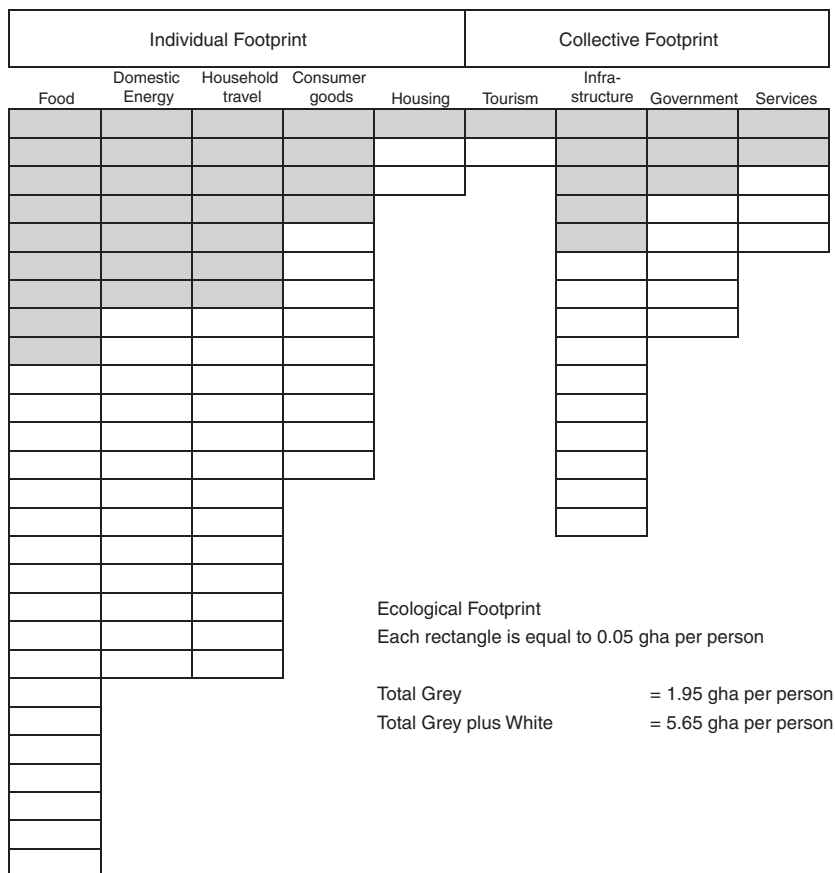 Individual Footprint
Collective Footprint
Food
Domestic
Energy
Household
travel
Consumer
goods
Housing
Tourism
Infra-
structure
Government
Services
Ecological Footprint
Each rectangle is equal to 0.05 gha per person
Total Grey = 1.95 gha per person
Total Grey plus White = 5.65 gha per person